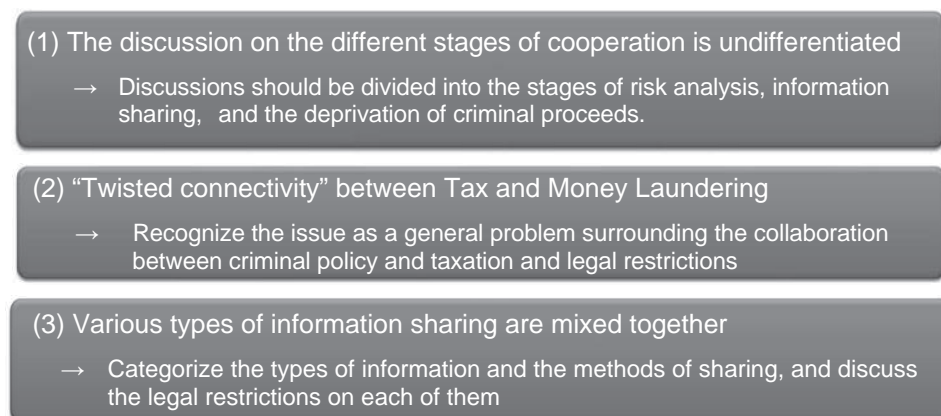 (1) The discussion on the different stages of cooperation is undifferentiated
→ Discussions should be divided into the stages of risk analysis, information
sharing, and the deprivation of criminal proceeds.
(2) “Twisted connectivity” between Tax and Money Laundering
→ Recognize the issue as a general problem surrounding the collaboration
between criminal policy and taxation and legal restrictions
(3) Various types of information sharing are mixed together
→ Categorize the types of information and the methods of sharing, and discuss
the legal restrictions on each of them